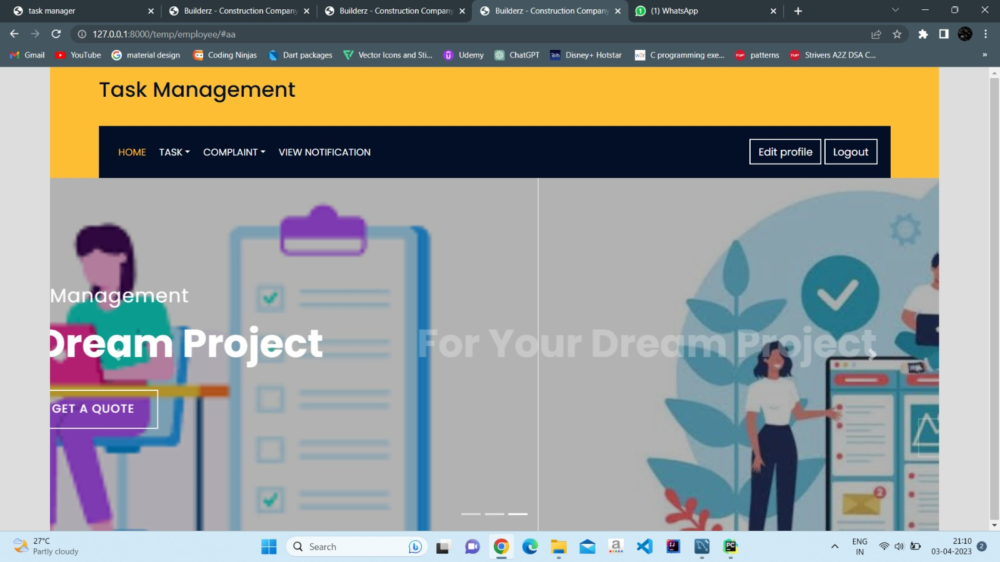 task manager
Builderz - Construction Company
Builderz - Construction Company
Builderz - Construction Company
(1) WhatsApp
127.0.0.1:8000/temp/employee/#aa
Gmail
YouTube
material design
Coding Ninjas
Dart packages
Vector Icons and Sti...
Udemy
ChatGPT
Disney+ Hotstar
C programming exe...
patterns
Strivers A2Z DSA C...
»
Task Management
HOME
TASK
COMPLAINT
VIEW NOTIFICATION
Edit profile
Logout
Management
Dream Project
For Your Dream Project
GET A QUOTE
2
27°C
Partly cloudy
Search
ENG
IN
21:10
03-04-2023
2